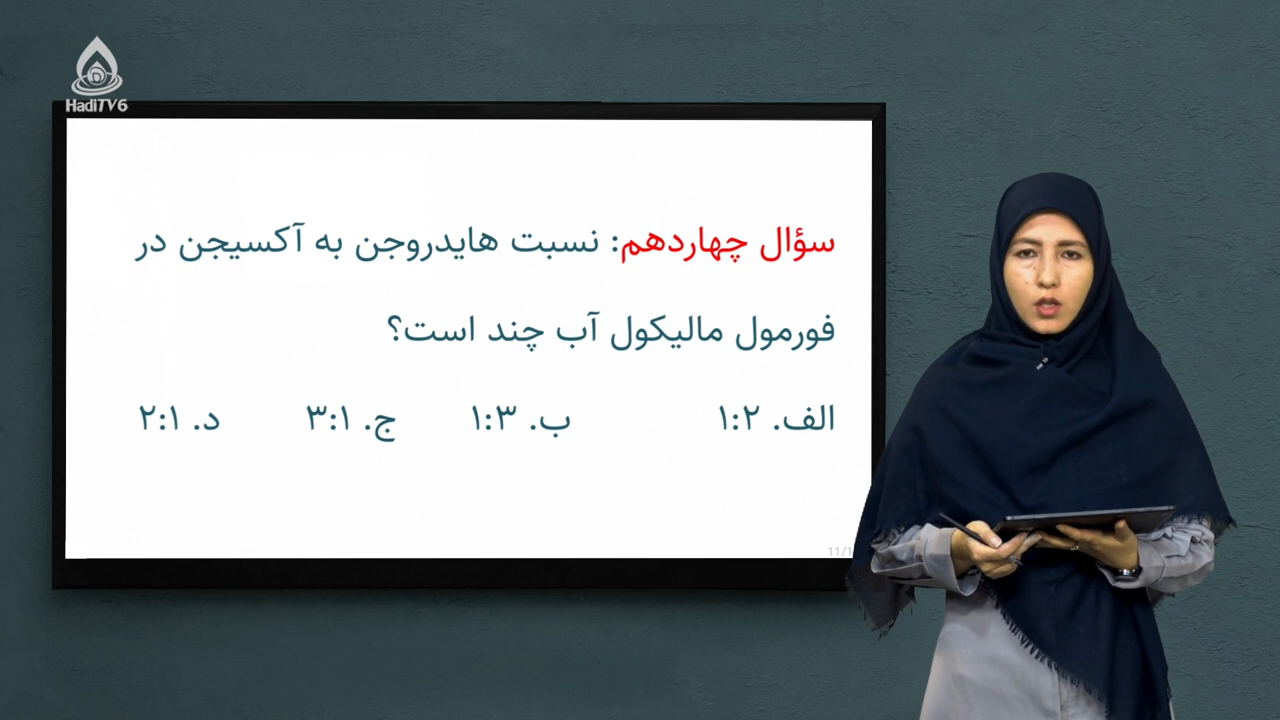 HadiTV6
سؤال چهاردهم: نسبت هایدروجن به آکسیجن در
فورمول مالیکول آب چند است؟
الف. ۱:۲ ب. ۱:۳ ج. ۳:۱ د. ۲:۱